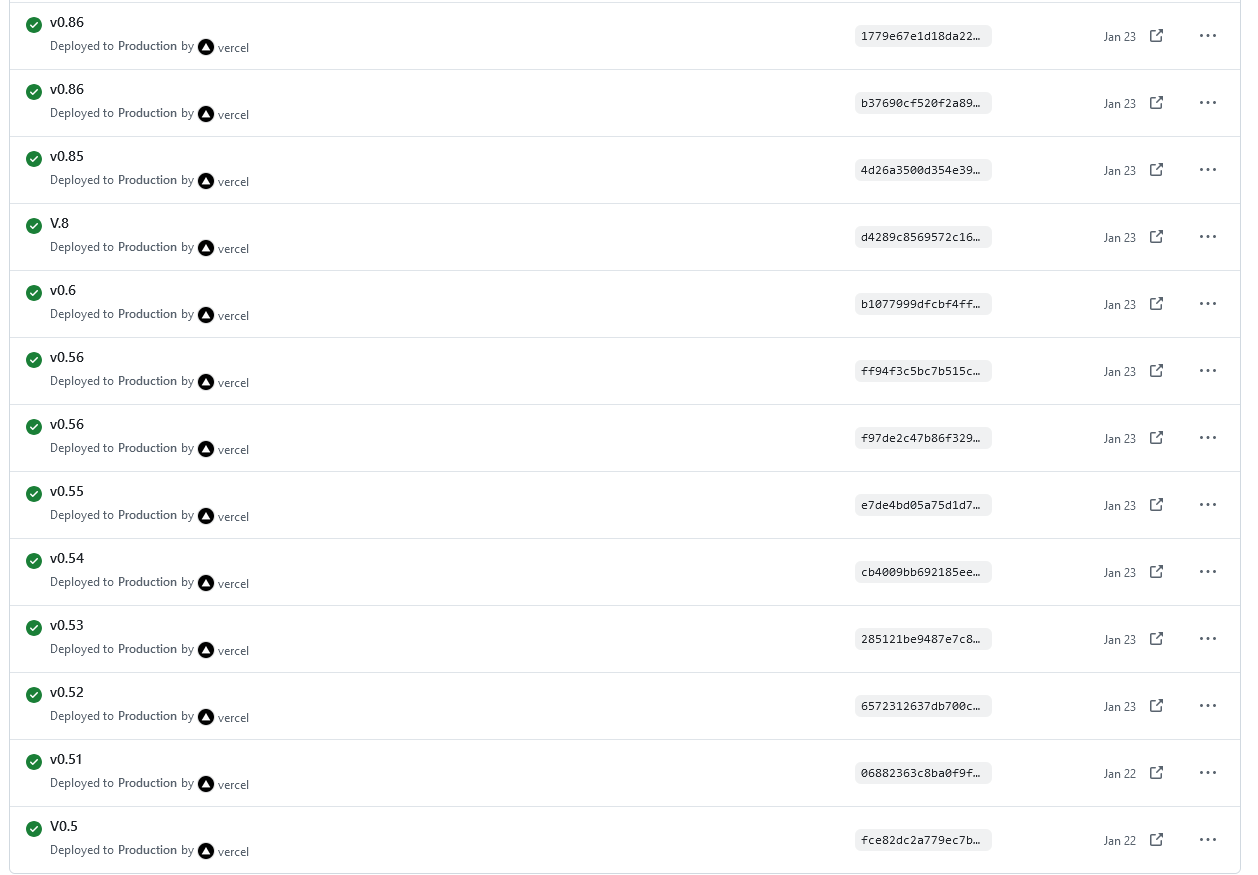 v0.86
1779e67e1d18da22…
Jan 23
Deployed to Production by vercel
v0.86
b37690cf520f2a89…
Jan 23
Deployed to Production by vercel
v0.85
4d26a3500d354e39…
Jan 23
Deployed to Production by vercel
V.8
d4289c8569572c16…
Jan 23
Deployed to Production by vercel
v0.6
b1077999dfcbf4ff…
Jan 23
Deployed to Production by vercel
v0.56
ff94f3c5bc7b515c…
Jan 23
Deployed to Production by vercel
v0.56
f97de2c47b86f329…
Jan 23
Deployed to Production by vercel
v0.55
e7de4bd05a75d1d7…
Jan 23
Deployed to Production by vercel
v0.54
cb4009bb692185ee…
Jan 23
Deployed to Production by vercel
v0.53
285121be9487e7c8…
Jan 23
Deployed to Production by vercel
v0.52
6572312637db700c…
Jan 23
Deployed to Production by vercel
v0.51
06882363c8ba0f9f…
Jan 22
Deployed to Production by vercel
V0.5
fce82dc2a779ec7b…
Jan 22
Deployed to Production by vercel